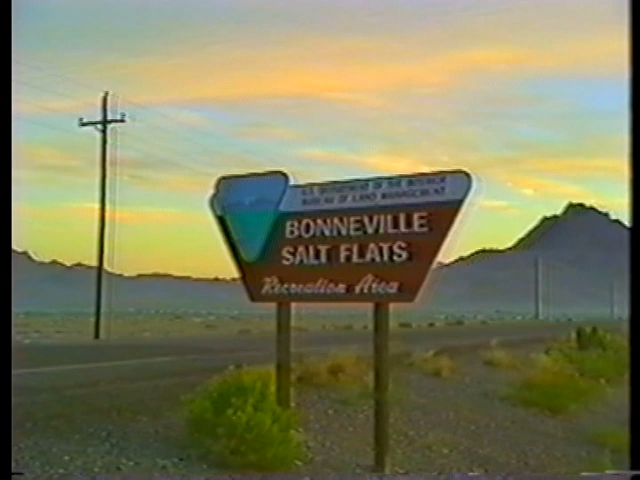 U.S. DEPARTMENT OF THE INTERIOR
BUREAU OF LAND MANAGEMENT
BONNEVILLE
SALT FLATS
Recreation Area